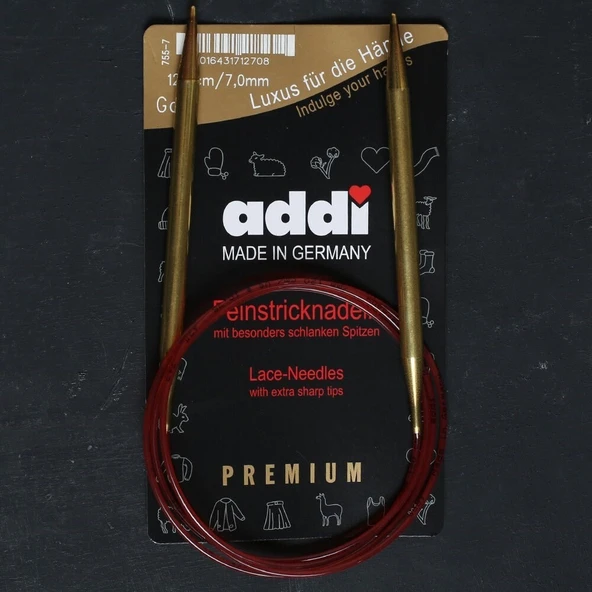 755-7
016431712708
cm/7,0mm
Luxus für die Hände
Indulge your hands
addi
MADE IN GERMANY
Feinstricknadeln
mit besonders schlanken Spitzen
Lace-Needles
with extra sharp tips
PREMIUM